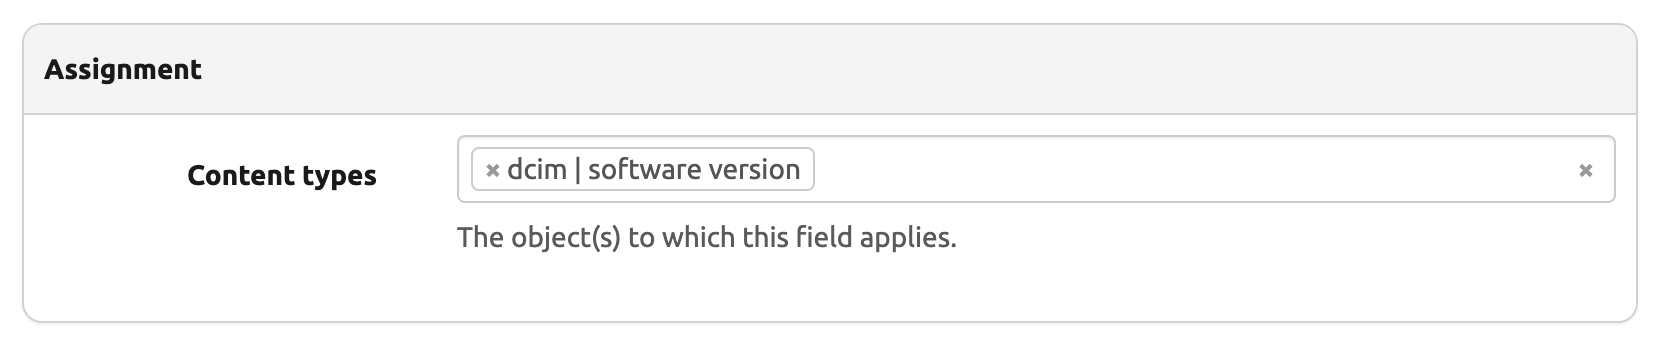 Assignment
Content types
× dcim | software version ×
The object(s) to which this field applies.